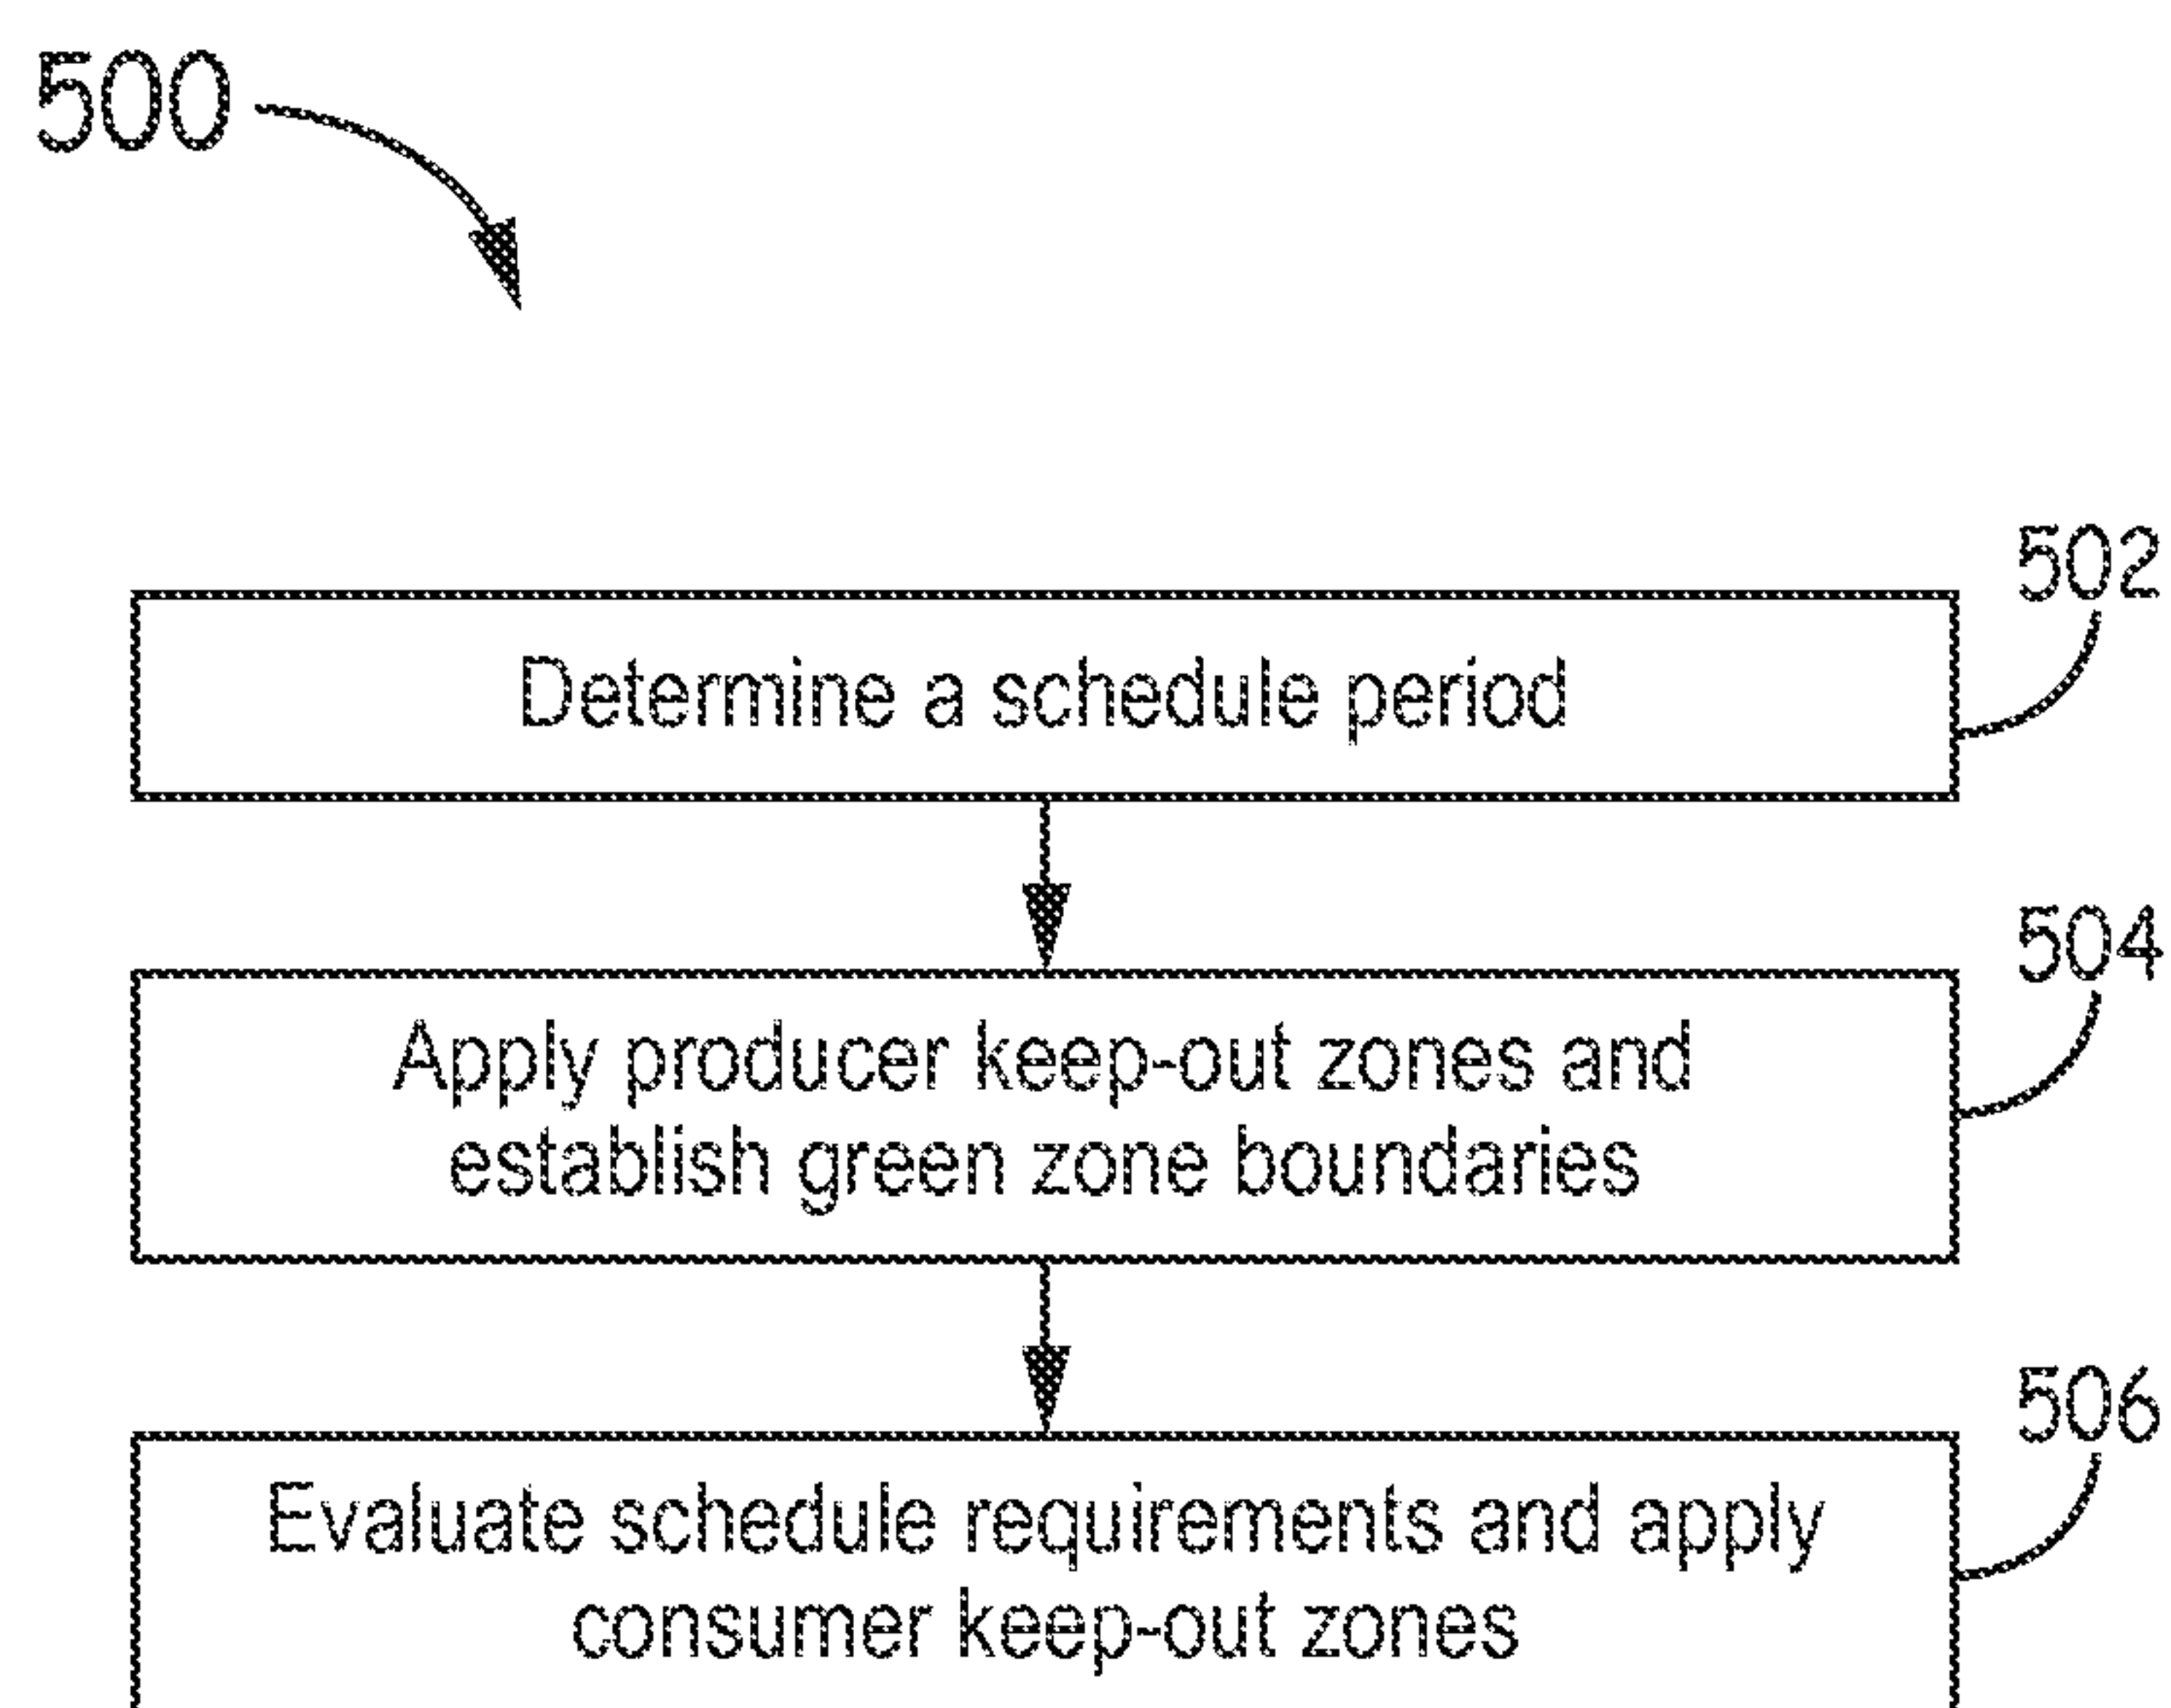 500
502
Determine a schedule period
504
Apply producer keep-out zones and
establish green zone boundaries
506
Evaluate schedule requirements and apply
consumer keep-out zones